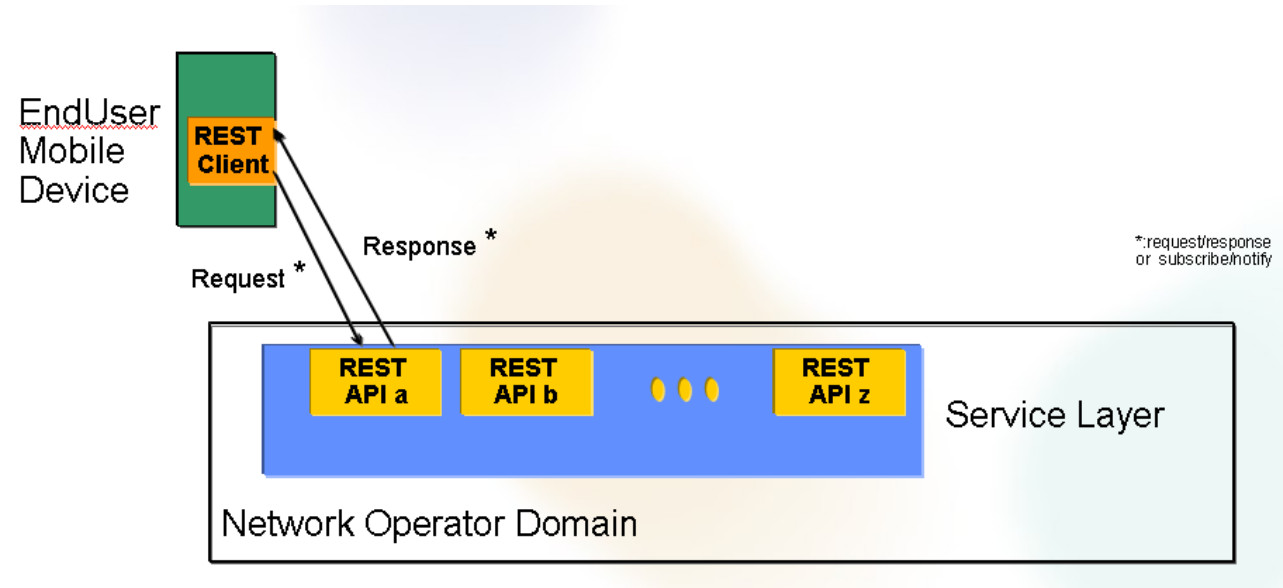 EndUser
Mobile
Device
REST
Client
Response *
Request *
*:request/response
or subscribe/notify
REST
API a
REST
API b
REST
API z
Service Layer
Network Operator Domain